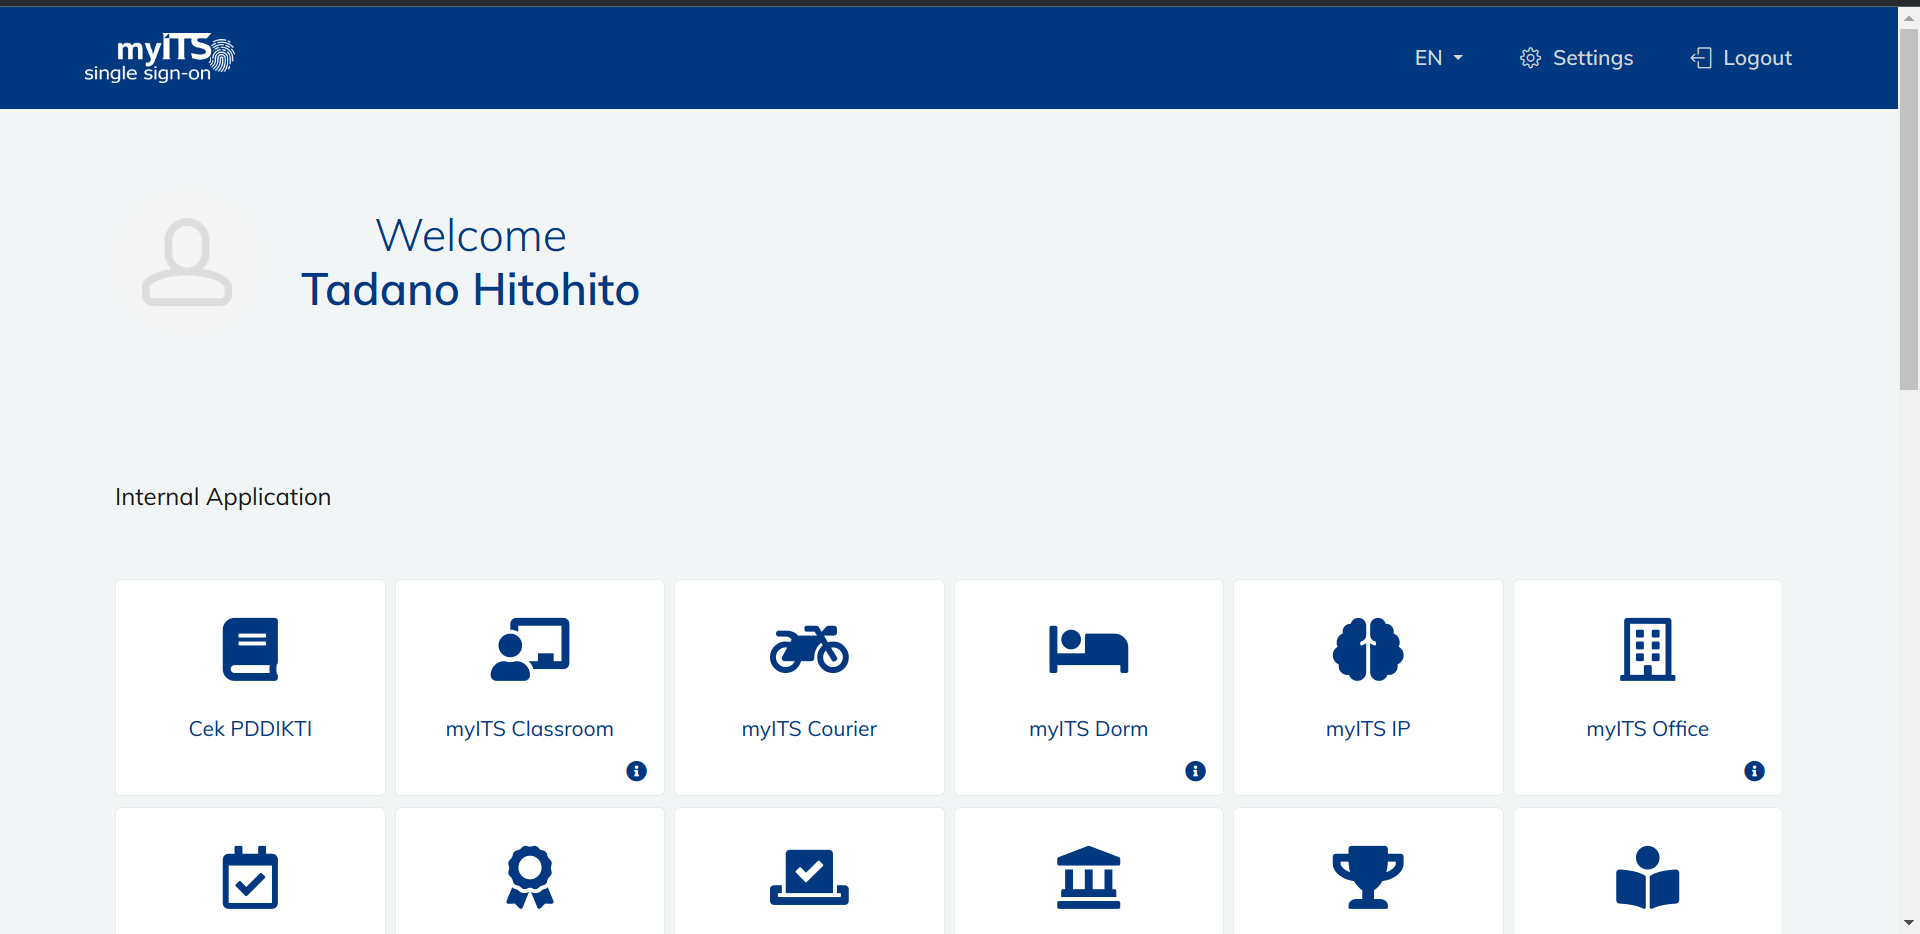 myITS
single sign-on
EN
Settings
Logout
Welcome
Tadano Hitohito
Internal Application
Cek PDDIKTI
myITS Classroom
myITS Courier
myITS Dorm
myITS IP
myITS Office